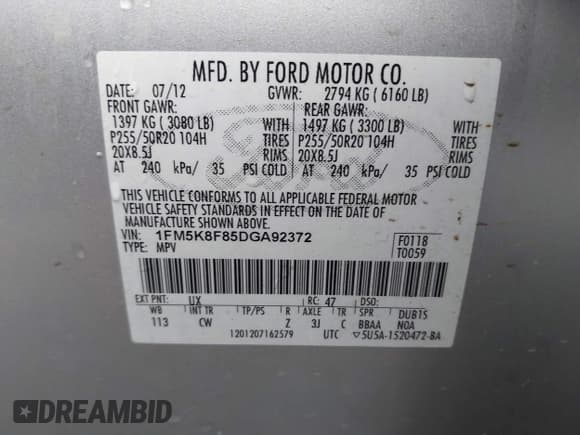 MFD. BY FORD MOTOR CO.
DATE: 07/12 GVWR: 2794 KG ( 6160 LB)
FRONT GAWR: REAR GAWR:
1397 KG ( 3080 LB) WITH 1497 KG ( 3300 LB) WITH
P255/50R20 104H TIRES P255/50R20 104H TIRES
20X8.5J RIMS 20X8.5J RIMS
AT 240 kPa/ 35 PSI COLD AT 240 kPa/ 35 PSI COLD
THIS VEHICLE CONFORMS TO ALL APPLICABLE FEDERAL MOTOR
VEHICLE SAFETY STANDARDS IN EFFECT ON THE DATE OF
MANUFACTURE SHOWN ABOVE.
VIN: 1FM5K8F85DGA92372 F0118
TYPE: MPV T0059
EXT PNT: UX RC: 47 DSO:
WB INT TR TP/PS R AXLE TR SPR DUB15
113 CW Z 3J C BBAA NOA
1201207162579 UTC ▽5U5A-1520472-BA
Ford
DREAMBID